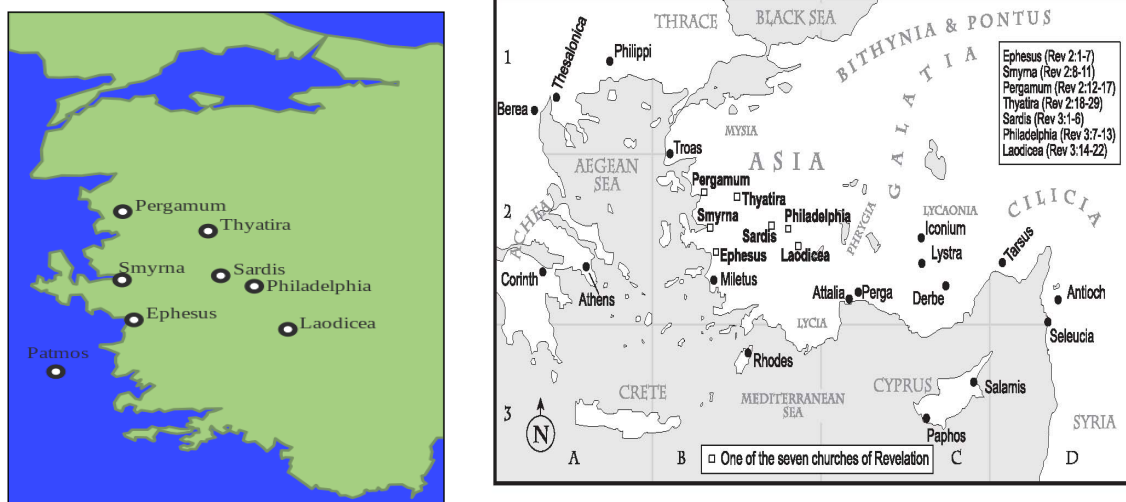 Pergamum
Thyatira
Smyrna
Sardis
Philadelphia
Ephesus
Laodicea
Patmos
THRACE
BLACK SEA
BITHYNIA & PONTUS
1
Philippi
Thessalonica
Berea
GALATIA
Ephesus (Rev 2:1-7)
Smyrna (Rev 2:8-11)
Pergamum (Rev 2:12-17)
Thyatira (Rev 2:18-29)
Sardis (Rev 3:1-6)
Philadelphia (Rev 3:7-13)
Laodicea (Rev 3:14-22)
MYSIA
Troas
ASIA
AEGEAN
SEA
Pergamum
Thyatira
2
Smyrna
Philadelphia
Sardis
LYCAONIA
CILICIA
ACHEA
PHRYGIA
Iconium
Ephesus
Laodicea
Lystra
Tarsus
Corinth
Athens
Miletus
Attalia
Perga
Derbe
Antioch
LYCIA
Seleucia
Rhodes
CRETE
MEDITERRANEAN
SEA
CYPRUS
Salamis
3
Paphos
SYRIA
N
A
B
One of the seven churches of Revelation
C
D